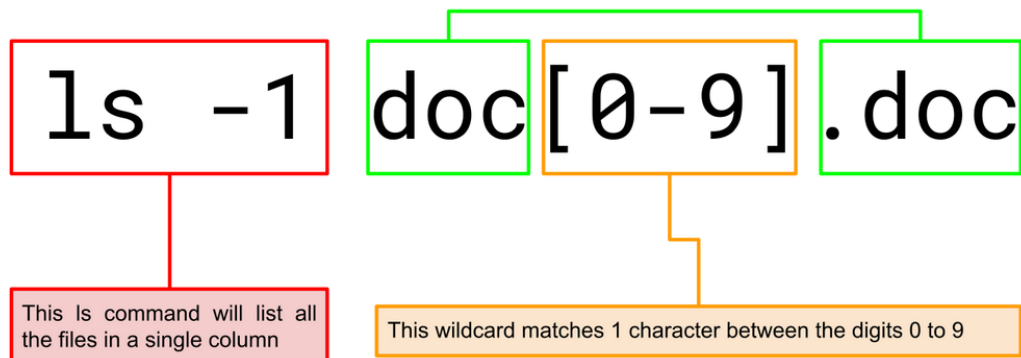 ls -1 doc[0-9].doc
This ls command will list all
the files in a single column
This wildcard matches 1 character between the digits 0 to 9